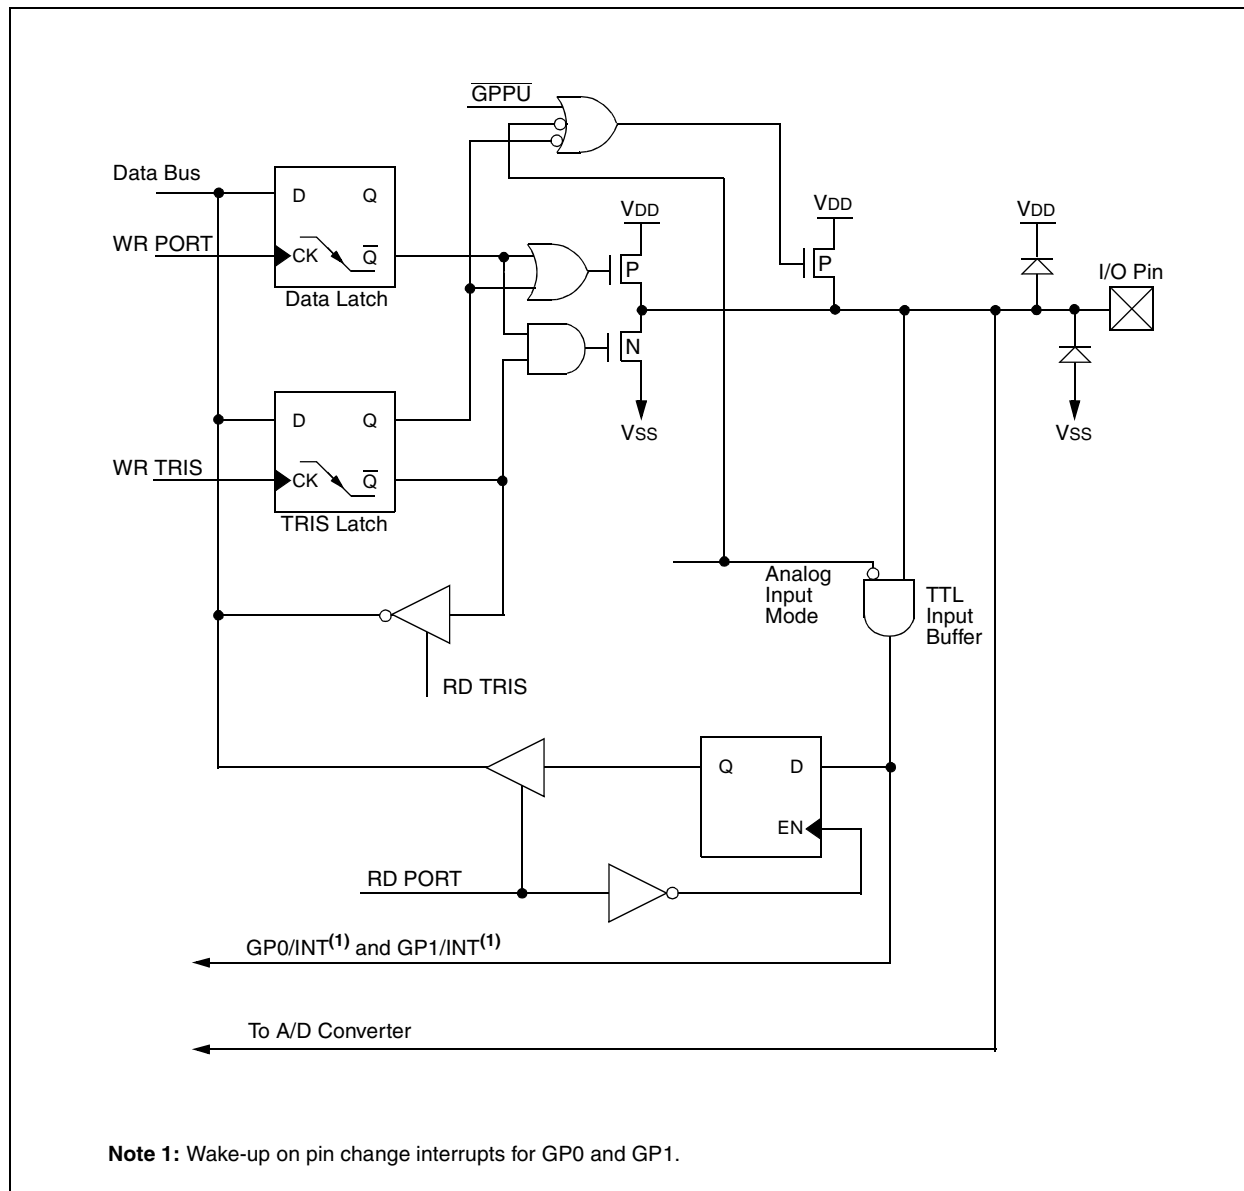 GPPU
Data Bus
D Q
VDD
VDD
VDD
WR PORT
CK Q
P
P
I/O Pin
Data Latch
N
D Q
VSS
VSS
WR TRIS
CK Q
TRIS Latch
Analog
Input
Mode
TTL
Input
Buffer
RD TRIS
Q D
EN
RD PORT
GP0/INT(1) and GP1/INT(1)
To A/D Converter
Note 1: Wake-up on pin change interrupts for GP0 and GP1.